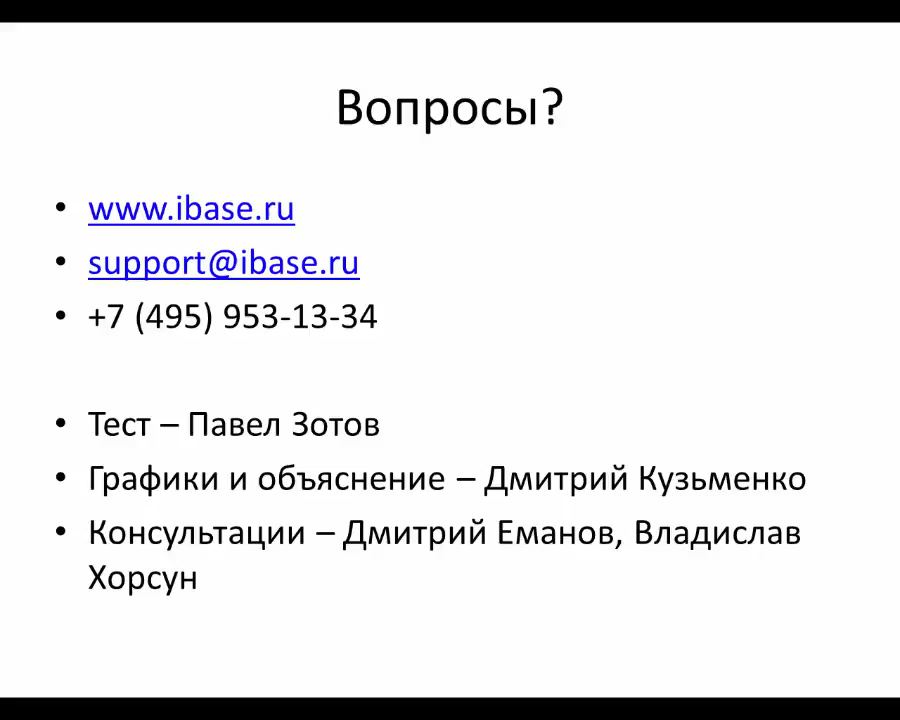 Вопросы?
• www.ibase.ru
• support@ibase.ru
• +7 (495) 953-13-34
• Тест – Павел Зотов
• Графики и объяснение – Дмитрий Кузьменко
• Консультации – Дмитрий Еманов, Владислав
Хорсун